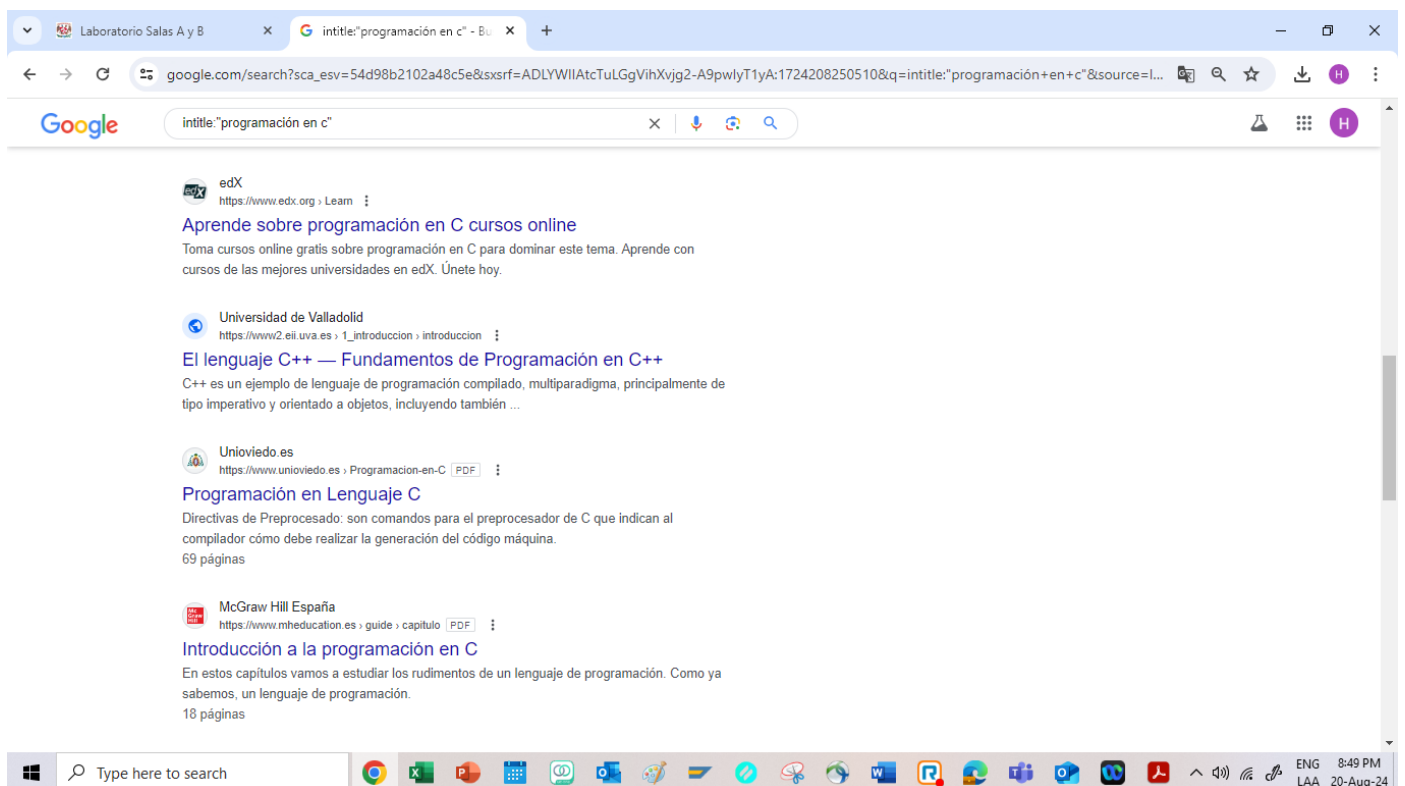 Laboratorio Salas A y B
intitle:"programación en c" - Bu
google.com/search?sca_esv=54d98b2102a48c5e&sxsrf=ADLYWIIAtcTuLGgVihXvjg2-A9pwIyT1yA:1724208250510&q=intitle:"programación+en+c"&source=l...
H
Google
intitle:"programación en c"
H
edX
edX
https://www.edx.org › Learn
Aprende sobre programación en C cursos online
Toma cursos online gratis sobre programación en C para dominar este tema. Aprende con
cursos de las mejores universidades en edX. Únete hoy.
Universidad de Valladolid
https://www2.eii.uva.es › 1_introduccion › introduccion
El lenguaje C++ — Fundamentos de Programación en C++
C++ es un ejemplo de lenguaje de programación compilado, multiparadigma, principalmente de
tipo imperativo y orientado a objetos, incluyendo también ...
Unioviedo.es
https://www.unioviedo.es › Programacion-en-C PDF
Programación en Lenguaje C
Directivas de Preprocesado: son comandos para el preprocesador de C que indican al
compilador cómo debe realizar la generación del código máquina.
69 páginas
McGraw Hill España
Mc Graw Hill
https://www.mheducation.es › guide › capitulo PDF
Introducción a la programación en C
En estos capítulos vamos a estudiar los rudimentos de un lenguaje de programación. Como ya
sabemos, un lenguaje de programación.
18 páginas
Type here to search
ENG 8:49 PM
LAA 20-Aug-24